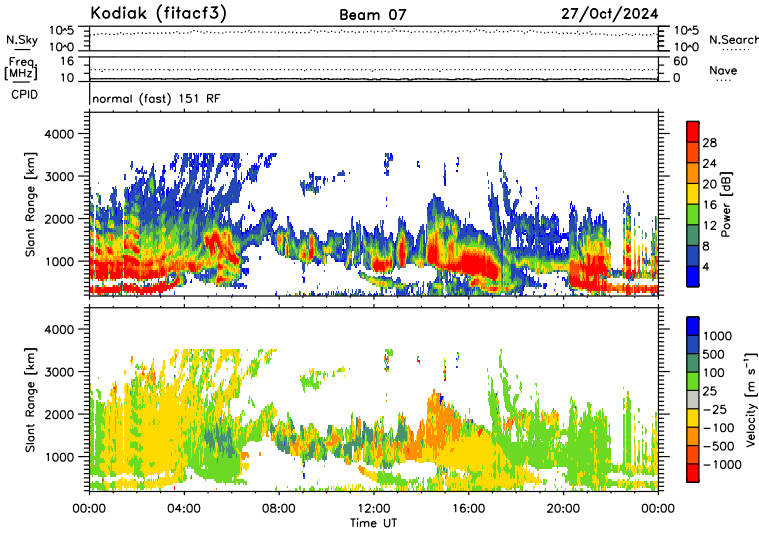 Kodiak (fitacf3) Beam 07 27/Oct/2024
N.Sky 10^5 10^0 10^5 10^0 N.Search
Freq. [MHz] 16 10 60 0 Nave
CPID normal (fast) 151 RF
Slant Range [km] 4000 3000 2000 1000
28 24 20 16 12 8 4 Power [dB]
Slant Range [km] 4000 3000 2000 1000
1000 500 100 25 −25 −100 −500 −1000 Velocity [m s⁻¹]
00:00 04:00 08:00 12:00 16:00 20:00 00:00
Time UT